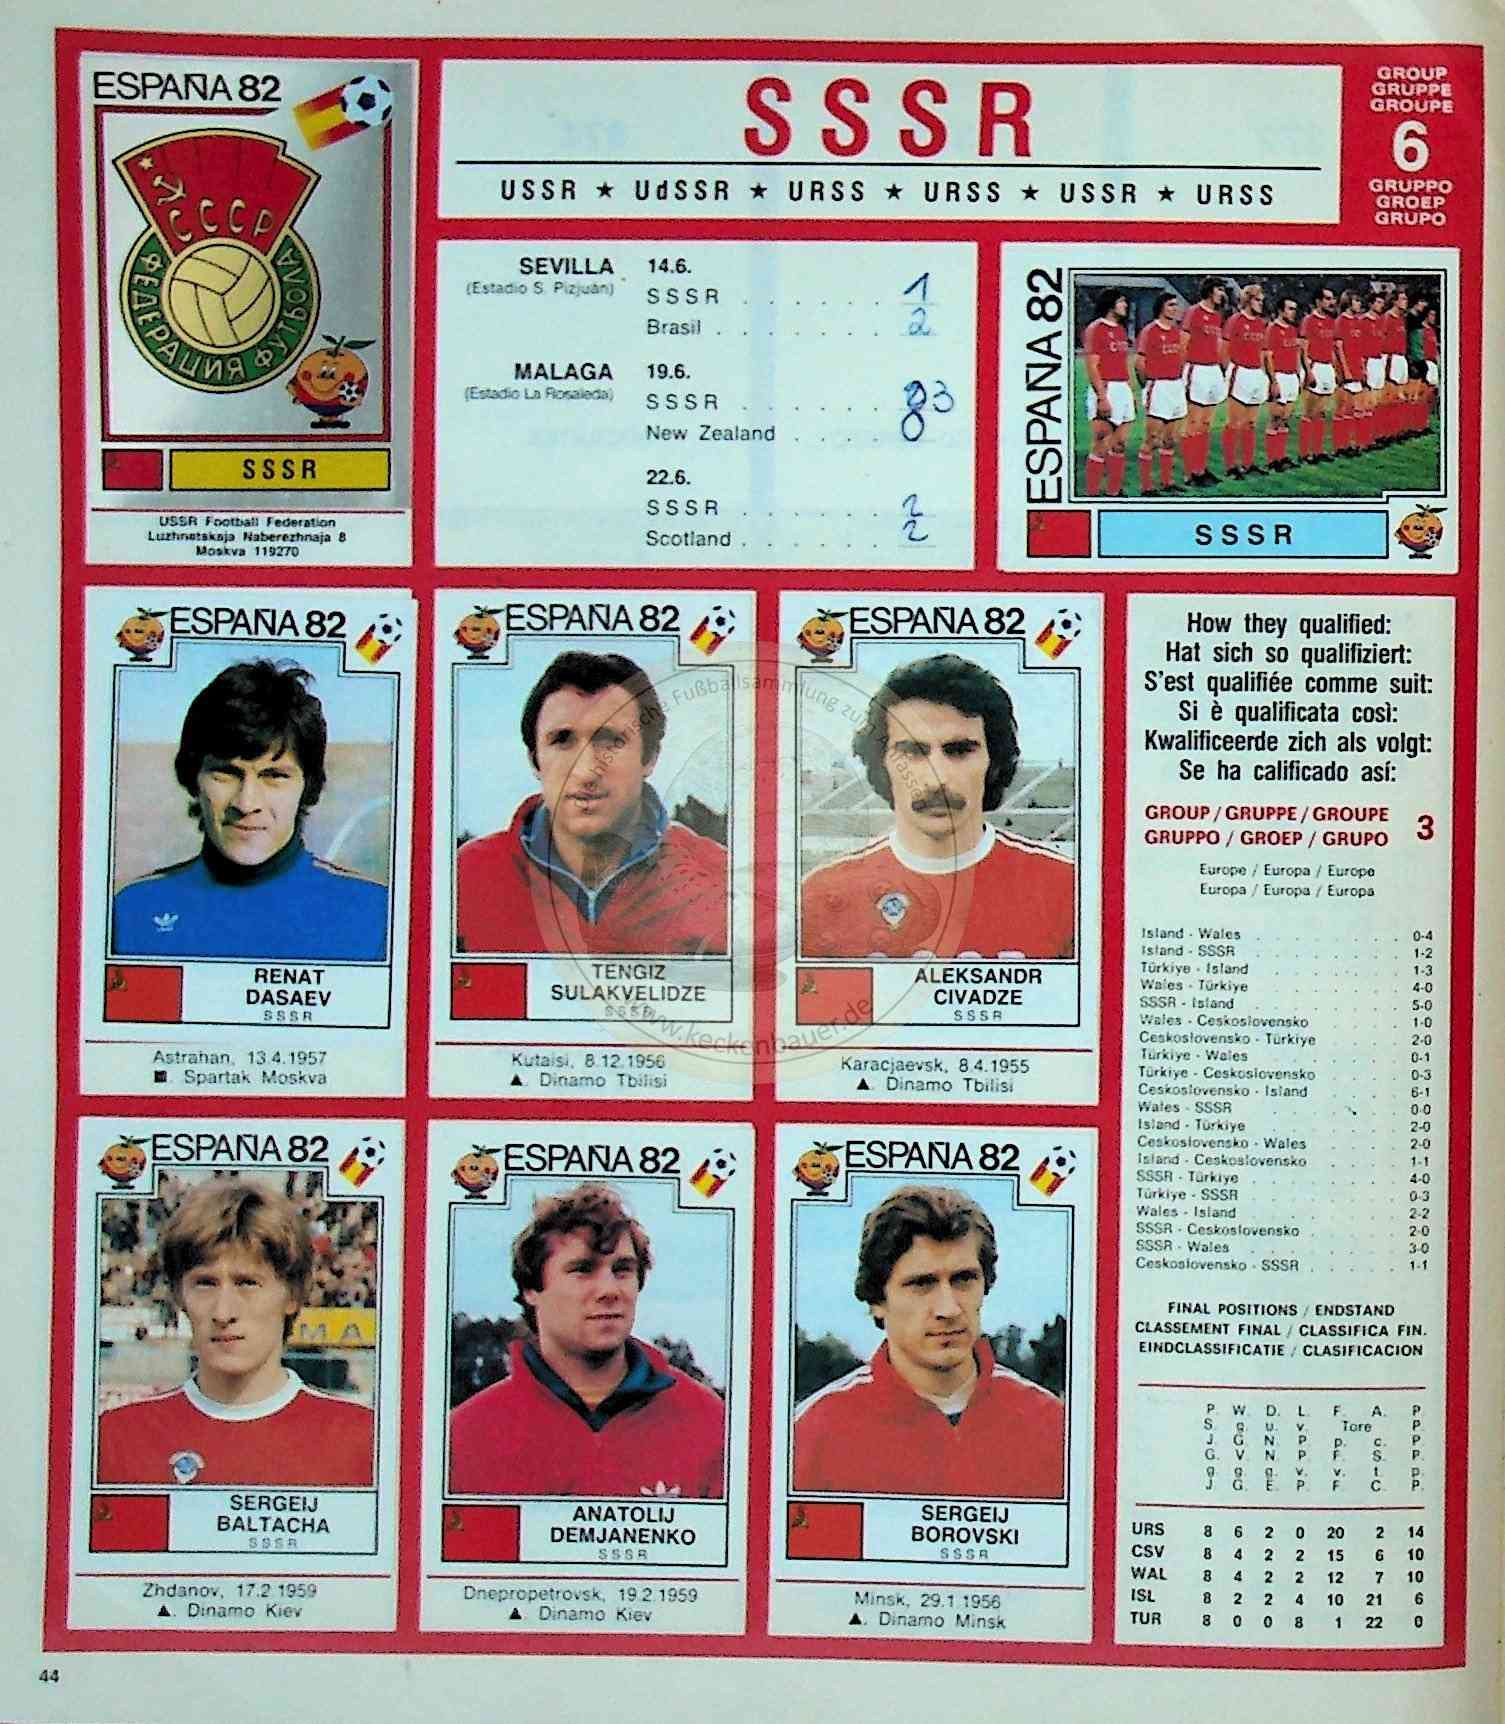 ESPAÑA 82
СССР
ФЕДЕРАЦИЯ ФУТБОЛА
SSSR
USSR Football Federation
Luzhnetskaja Naberezhnaja 8
Moskva 119270
SSSR
USSR ★ UdSSR ★ URSS ★ URSS ★ USSR ★ URSS
GROUP
GRUPPE
GROUPE
6
GRUPPO
GROEP
GRUPO
SEVILLA 14.6.
(Estadio S. Pizjuán) SSSR . . . . . . 1
Brasil . . . . . . . 2
MALAGA 19.6.
(Estadio La Rosaleda) SSSR . . . . . . 3
New Zealand . . . . 0
22.6.
SSSR . . . . . . 2
Scotland . . . . . . 2
ESPAÑA 82
SSSR
ESPAÑA 82
RENAT
DASAEV
SSSR
Astrahan, 13.4.1957
■. Spartak Moskva
ESPAÑA 82
TENGIZ
SULAKVELIDZE
SSSR
Kutaisi, 8.12.1956
▲. Dinamo Tbilisi
ESPAÑA 82
ALEKSANDR
CIVADZE
SSSR
Karacjaevsk, 8.4.1955
▲. Dinamo Tbilisi
www.keckenbauer.de
ESPAÑA 82
SERGEIJ
BALTACHA
SSSR
Zhdanov, 17.2.1959
▲. Dinamo Kiev
ESPAÑA 82
ANATOLIJ
DEMJANENKO
SSSR
Dnepropetrovsk, 19.2.1959
▲. Dinamo Kiev
ESPAÑA 82
SERGEIJ
BOROVSKI
SSSR
Minsk, 29.1.1956
▲. Dinamo Minsk
How they qualified:
Hat sich so qualifiziert:
S'est qualifiée comme suit:
Si è qualificata così:
Kwalificeerde zich als volgt:
Se ha calificado así:
GROUP / GRUPPE / GROUPE
GRUPPO / GROEP / GRUPO 3
Europe / Europa / Europe
Europa / Europa / Europa
Island - Wales 0-4
Island - SSSR 1-2
Türkiye - Island 1-3
Wales - Türkiye 4-0
SSSR - Island 5-0
Wales - Ceskoslovensko 1-0
Ceskoslovensko - Türkiye 2-0
Türkiye - Wales 0-1
Türkiye - Ceskoslovensko 0-3
Ceskoslovensko - Island 6-1
Wales - SSSR 0-0
Island - Türkiye 2-0
Ceskoslovensko - Wales 2-0
Island - Ceskoslovensko 1-1
SSSR - Türkiye 4-0
Türkiye - SSSR 0-3
Wales - Island 2-2
SSSR - Ceskoslovensko 2-0
SSSR - Wales 3-0
Ceskoslovensko - SSSR 1-1
FINAL POSITIONS / ENDSTAND
CLASSEMENT FINAL / CLASSIFICA FIN.
EINDCLASSIFICATIE / CLASIFICACION
P. W. D. L. F. A. P.
S. g. u. v. Tore P.
J. G. N. P. p. c. P.
G. V. N. P. F. S. P.
g. g. g. v. v. t. p.
J. G. E. P. F. C. P.
URS 8 6 2 0 20 2 14
CSV 8 4 2 2 15 6 10
WAL 8 4 2 2 12 7 10
ISL 8 2 2 4 10 21 6
TUR 8 0 0 8 1 22 0
44